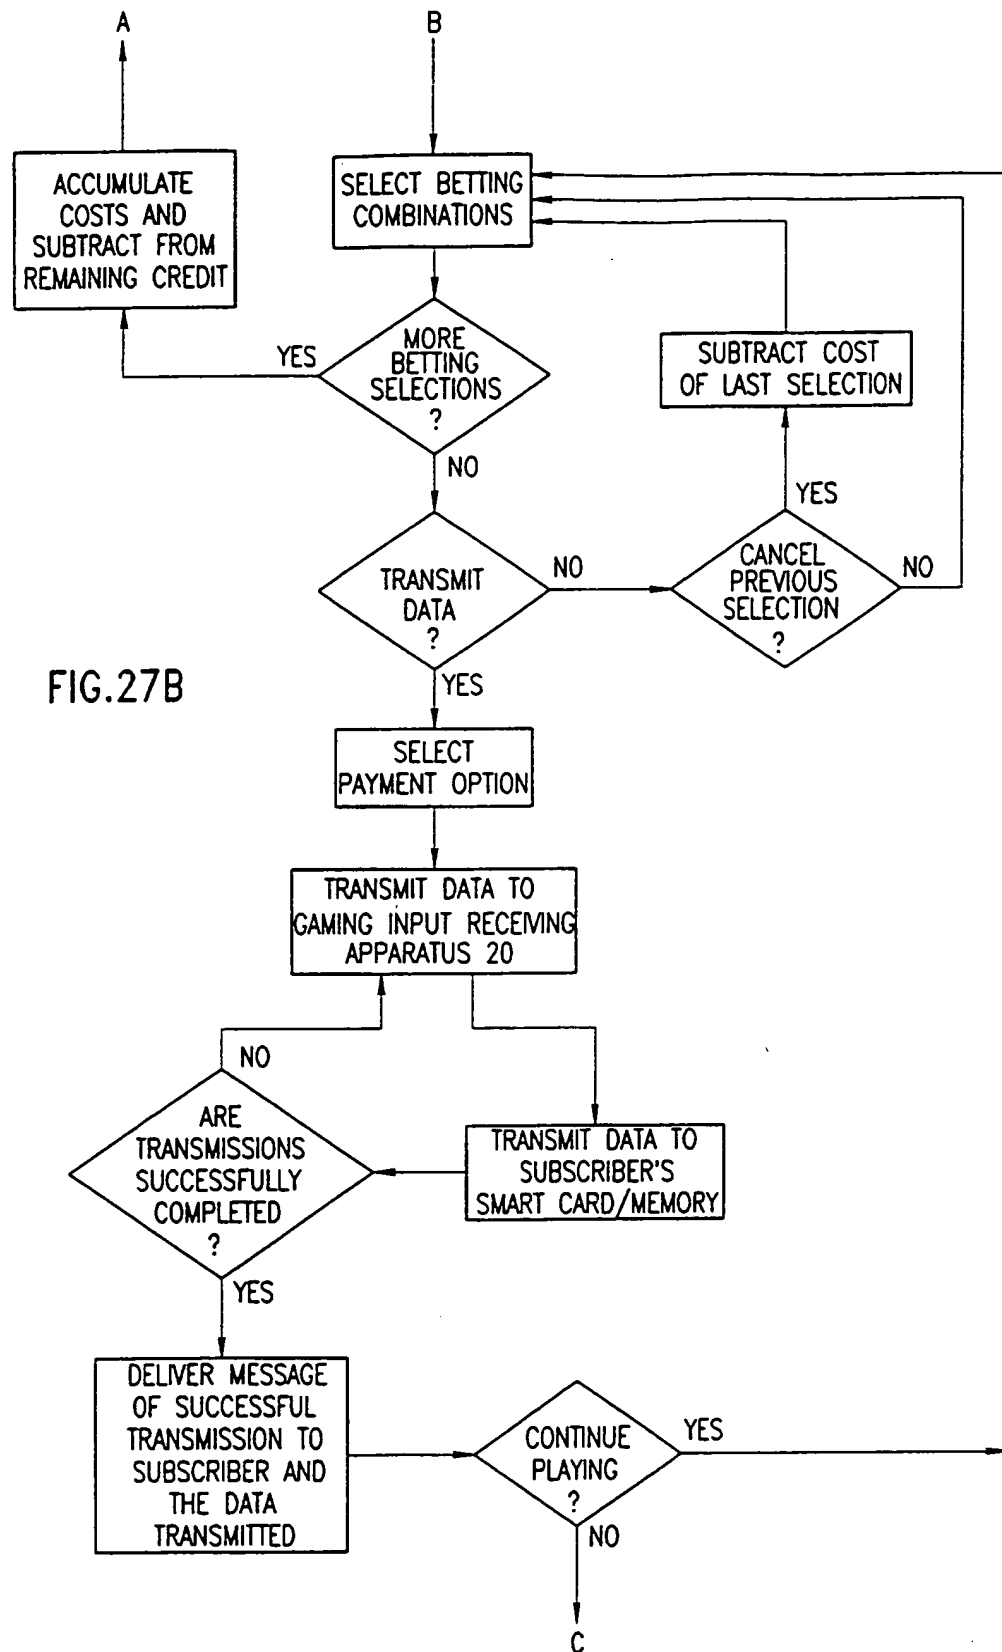 A
B
ACCUMULATE
COSTS AND
SUBTRACT FROM
REMAINING CREDIT
SELECT BETTING
COMBINATIONS
YES
MORE
BETTING
SELECTIONS
?
SUBTRACT COST
OF LAST SELECTION
NO
YES
TRANSMIT
DATA
?
NO
CANCEL
PREVIOUS
SELECTION
?
NO
FIG.27B
YES
SELECT
PAYMENT OPTION
TRANSMIT DATA TO
GAMING INPUT RECEIVING
APPARATUS 20
NO
ARE
TRANSMISSIONS
SUCCESSFULLY
COMPLETED
?
TRANSMIT DATA TO
SUBSCRIBER'S
SMART CARD/MEMORY
YES
DELIVER MESSAGE
OF SUCCESSFUL
TRANSMISSION TO
SUBSCRIBER AND
THE DATA
TRANSMITTED
CONTINUE
PLAYING
?
YES
NO
C